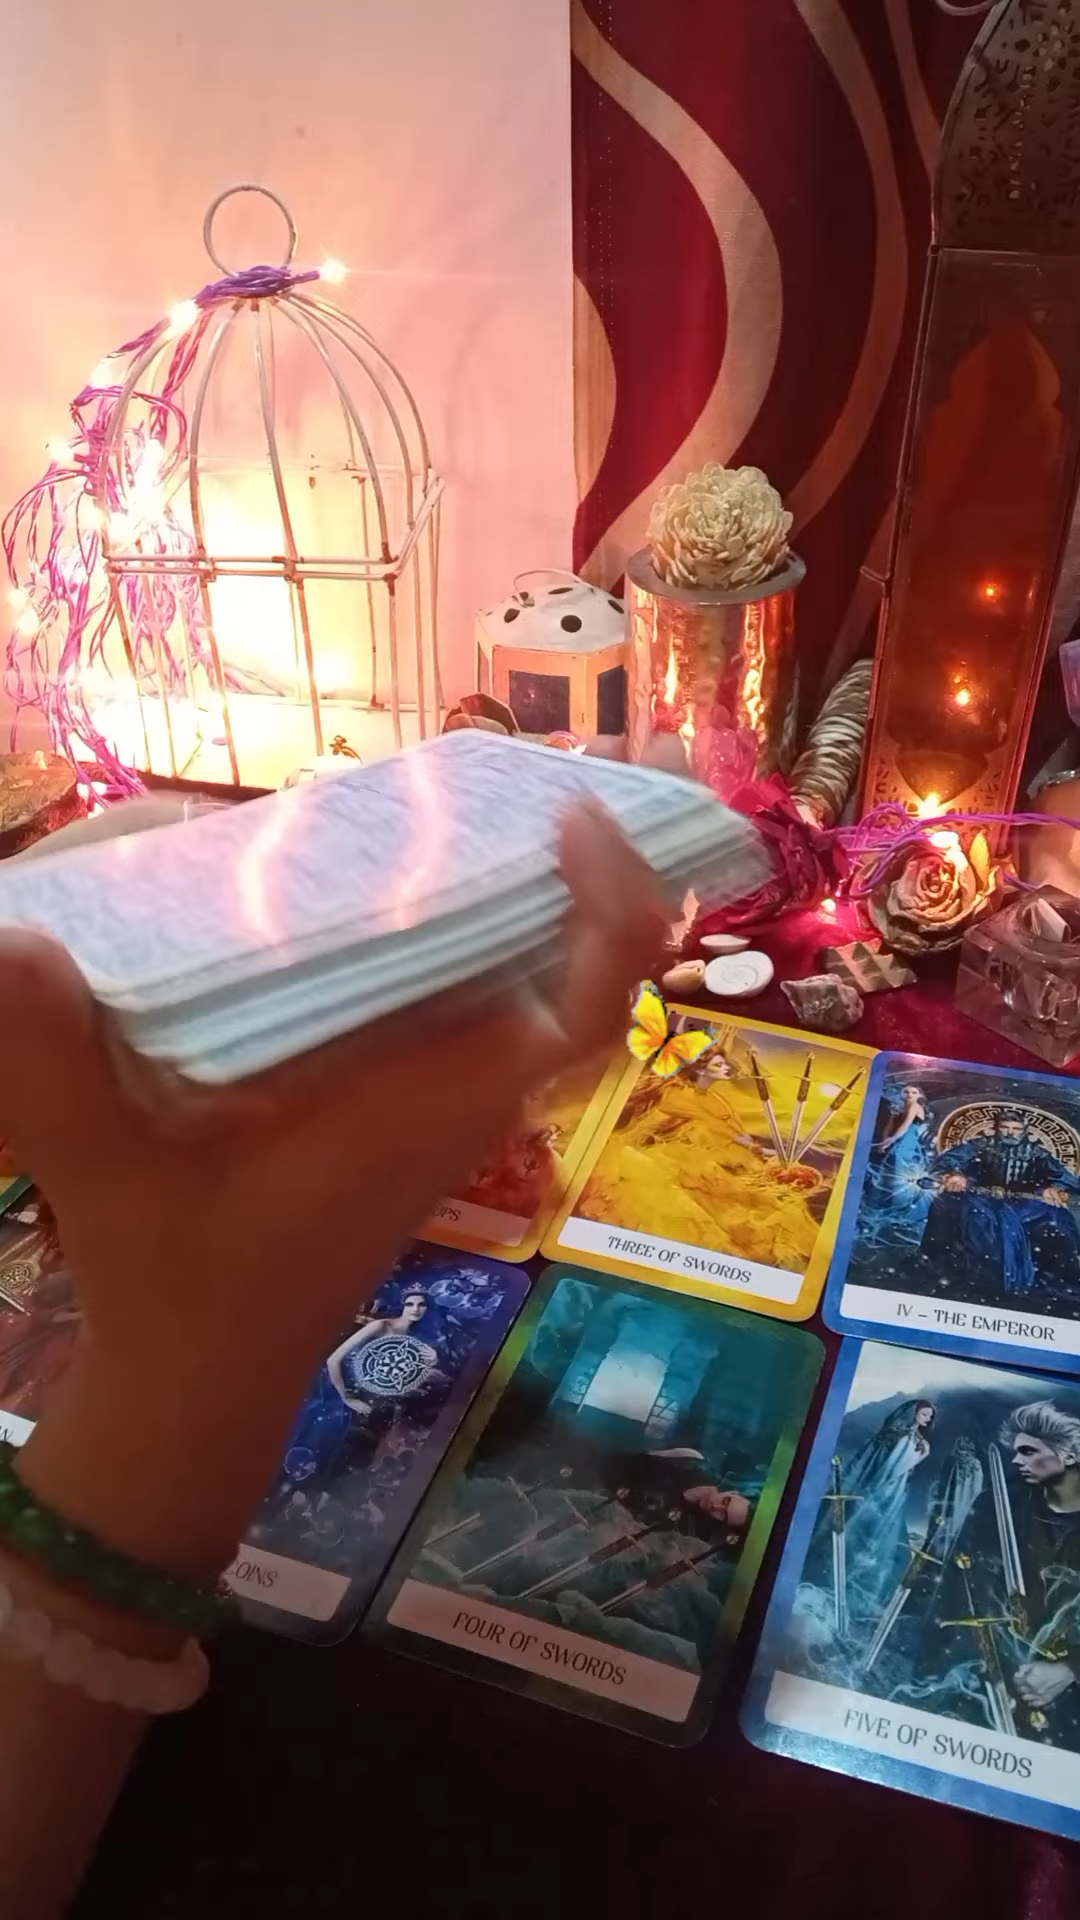 THREE OF SWORDS
IV – THE EMPEROR
FOUR OF SWORDS
FIVE OF SWORDS